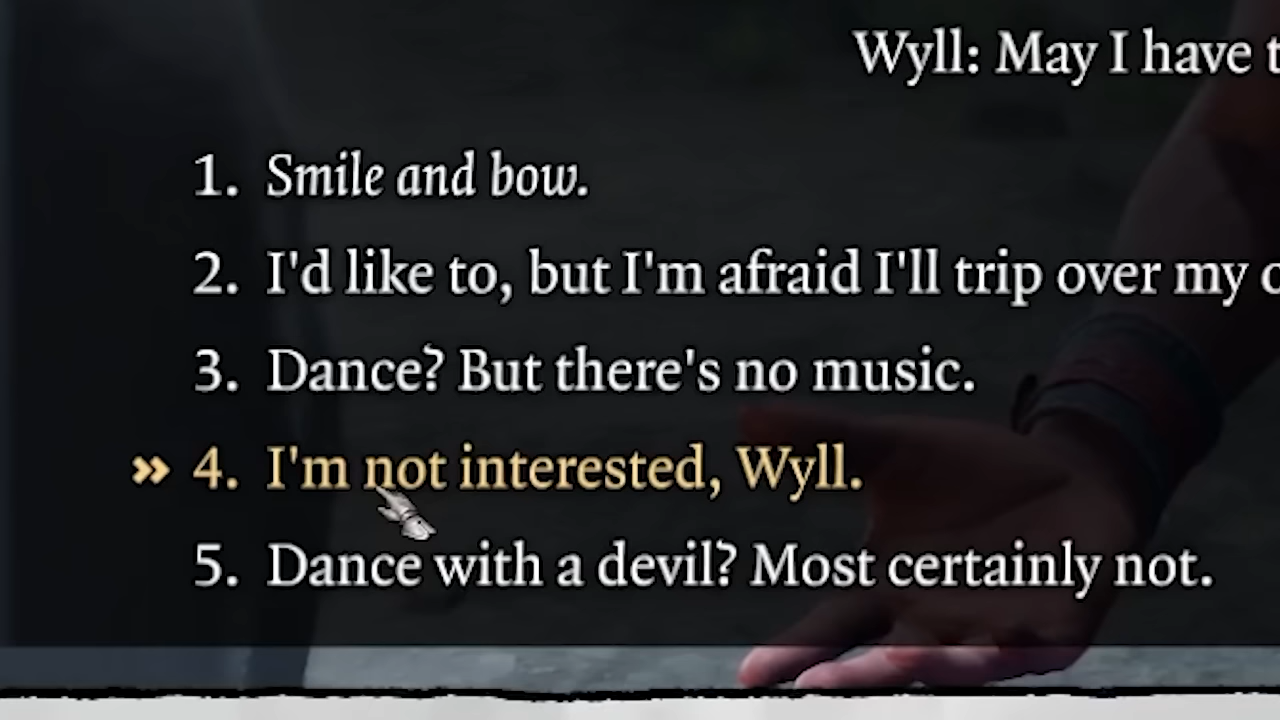 Wyll: May I have
1. Smile and bow.
2. I'd like to, but I'm afraid I'll trip over my
3. Dance? But there's no music.
» 4. I'm not interested, Wyll.
5. Dance with a devil? Most certainly not.